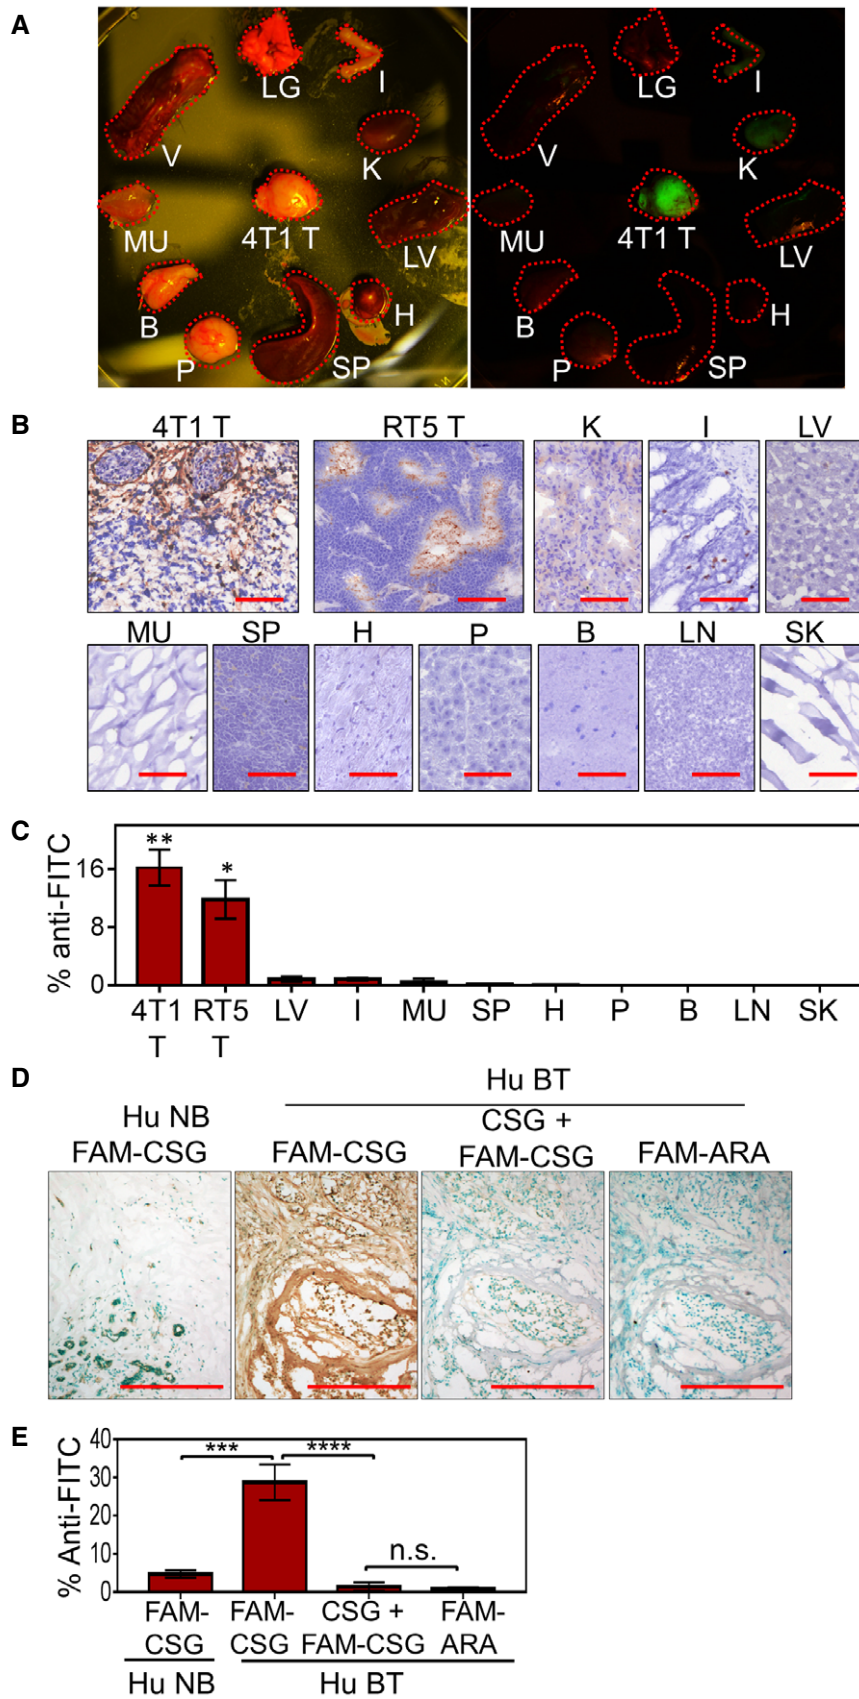 A
LG
I
V
K
MU
4T1 T
LV
B
H
P
SP
LG
I
V
K
MU
4T1 T
LV
B
H
P
SP
B
4T1 T RT5 T K I LV
MU SP H P B LN SK
C
% anti-FITC
16
8
0
** *
4T1 RT5 LV I MU SP H P B LN SK
T T
D
Hu BT
Hu NB CSG +
FAM-CSG FAM-CSG FAM-CSG FAM-ARA
E
% Anti-FITC
40
30
20
10
0
*** ****
n.s.
FAM- FAM- CSG + FAM-
CSG CSG FAM-CSG ARA
Hu NB Hu BT